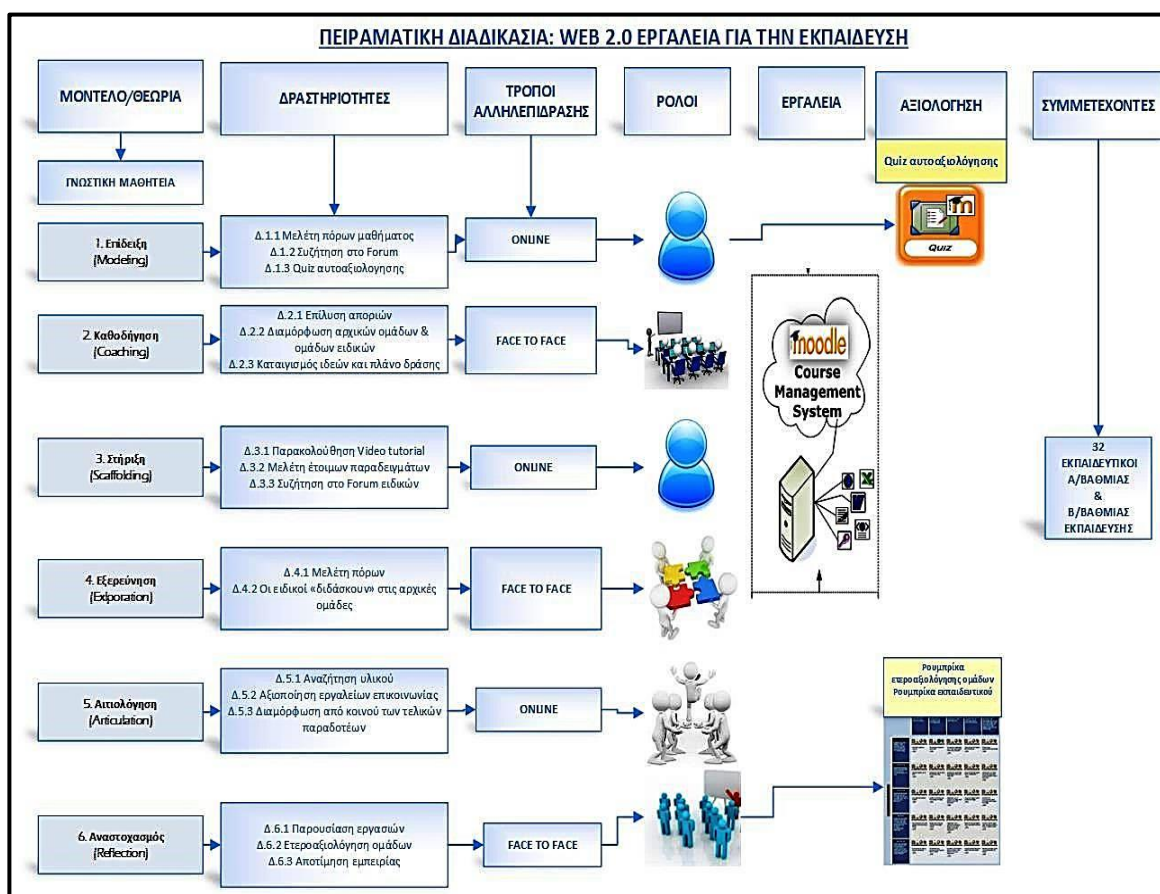 ΠΕΙΡΑΜΑΤΙΚΗ ΔΙΑΔΙΚΑΣΙΑ: WEB 2.0 ΕΡΓΑΛΕΙΑ ΓΙΑ ΤΗΝ ΕΚΠΑΙΔΕΥΣΗ
ΜΟΝΤΕΛΟ/ΘΕΩΡΙΑ
ΔΡΑΣΤΗΡΙΟΤΗΤΕΣ
ΤΡΟΠΟΙ
ΑΛΛΗΛΕΠΙΔΡΑΣΗΣ
ΡΟΛΟΙ
ΕΡΓΑΛΕΙΑ
ΑΞΙΟΛΟΓΗΣΗ
ΣΥΜΜΕΤΕΧΟΝΤΕΣ
Quiz αυτοαξιολόγησης
ΓΝΩΣΤΙΚΗ ΜΑΘΗΤΕΙΑ
1. Επίδειξη
(Modeling)
Δ.1.1 Μελέτη πόρων μαθήματος
Δ.1.2 Συζήτηση στο Forum
Δ.1.3 Quiz αυτοαξιολογησης
ONLINE
m
Quiz
2. Καθοδήγηση
(Coaching)
Δ.2.1 Επίλυση αποριών
Δ.2.2 Διαμόρφωση αρχικών ομάδων &
ομάδων ειδικών
Δ.2.3 Καταιγισμός ιδεών και πλάνο δράσης
FACE TO FACE
moodle
Course
Management
System
3. Στήριξη
(Scaffolding)
Δ.3.1 Παρακολούθηση Video tutorial
Δ.3.2 Μελέτη έτοιμων παραδειγμάτων
Δ.3.3 Συζήτηση στο Forum ειδικών
ONLINE
32
ΕΚΠΑΙΔΕΥΤΙΚΟΙ
Α/ΒΑΘΜΙΑΣ
&
Β/ΒΑΘΜΙΑΣ
ΕΚΠΑΙΔΕΥΣΗΣ
4. Εξερεύνηση
(Exlporation)
Δ.4.1 Μελέτη πόρων
Δ.4.2 Οι ειδικοί «διδάσκουν» στις αρχικές
ομάδες
FACE TO FACE
5. Αιτιολόγηση
(Articulation)
Δ.5.1 Αναζήτηση υλικού
Δ.5.2 Αξιοποίηση εργαλείων επικοινωνίας
Δ.5.3 Διαμόρφωση από κοινού των τελικών
παραδοτέων
ONLINE
Ρουμπρίκα
ετεροαξιολόγησης ομάδων
Ρουμπρίκα εκπαιδευτικού
6. Αναστοχασμός
(Reflection)
Δ.6.1 Παρουσίαση εργασιών
Δ.6.2 Ετεροαξιολόγηση ομάδων
Δ.6.3 Αποτίμηση εμπειρίας
FACE TO FACE